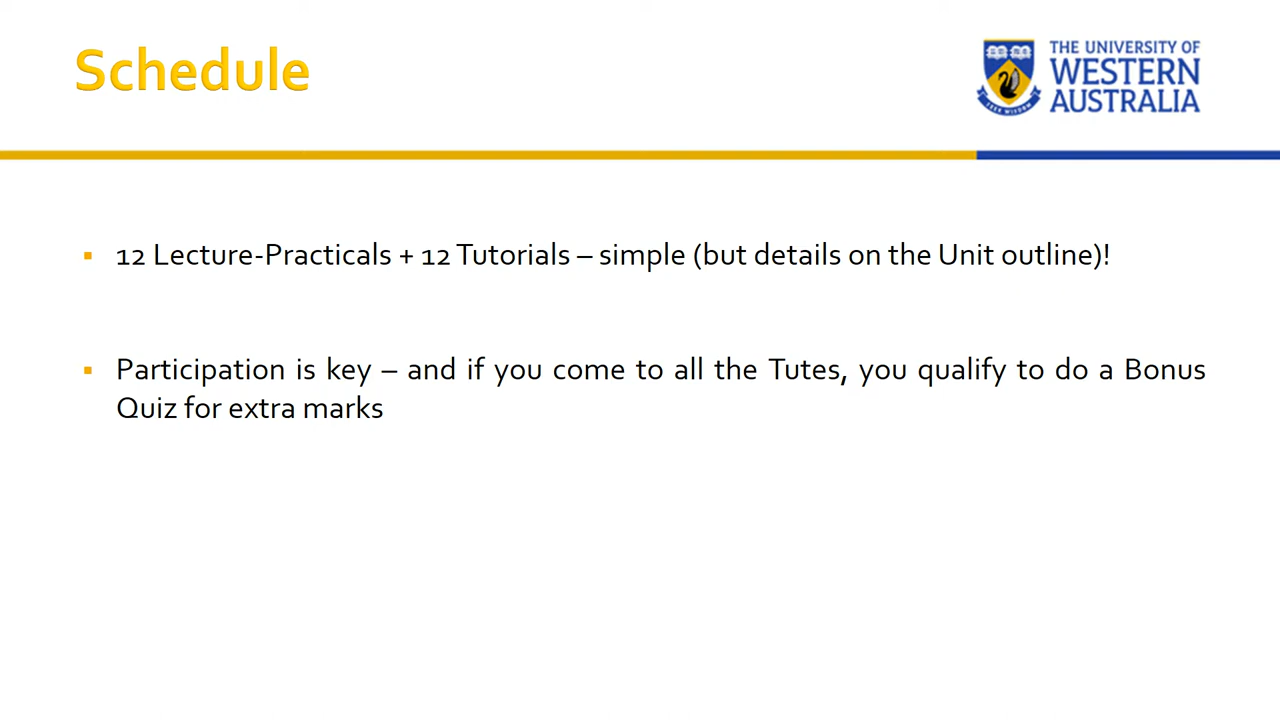 Schedule
THE UNIVERSITY OF
WESTERN
AUSTRALIA
SEEK WISDOM
12 Lecture-Practicals + 12 Tutorials – simple (but details on the Unit outline)!
Participation is key – and if you come to all the Tutes, you qualify to do a Bonus
Quiz for extra marks